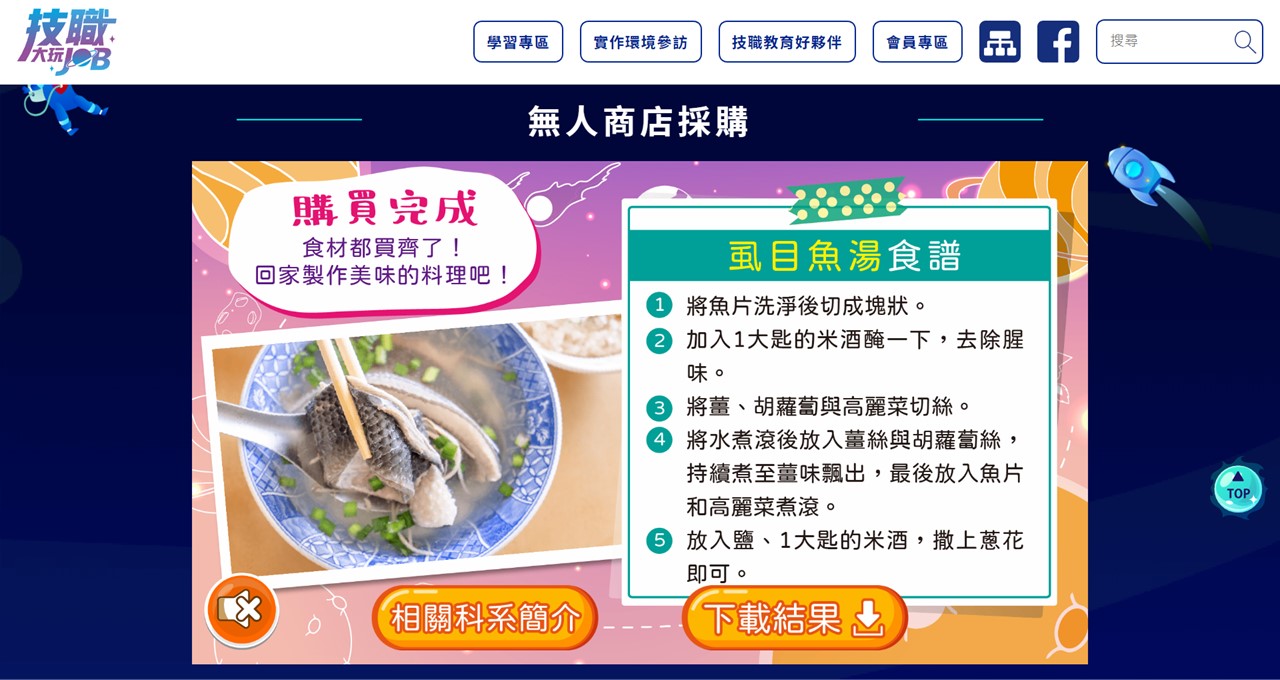 技職
大玩JOB
學習專區
實作環境參訪
技職教育好夥伴
會員專區
搜尋
無人商店採購
購買完成
食材都買齊了！
回家製作美味的料理吧！
虱目魚湯食譜
1 將魚片洗淨後切成塊狀。
2 加入1大匙的米酒醃一下，去除腥
味。
3 將薑、胡蘿蔔與高麗菜切絲。
4 將水煮滾後放入薑絲與胡蘿蔔絲，
持續煮至薑味飄出，最後放入魚片
和高麗菜煮滾。
5 放入鹽、1大匙的米酒，撒上蔥花
即可。
相關科系簡介
下載結果
TOP